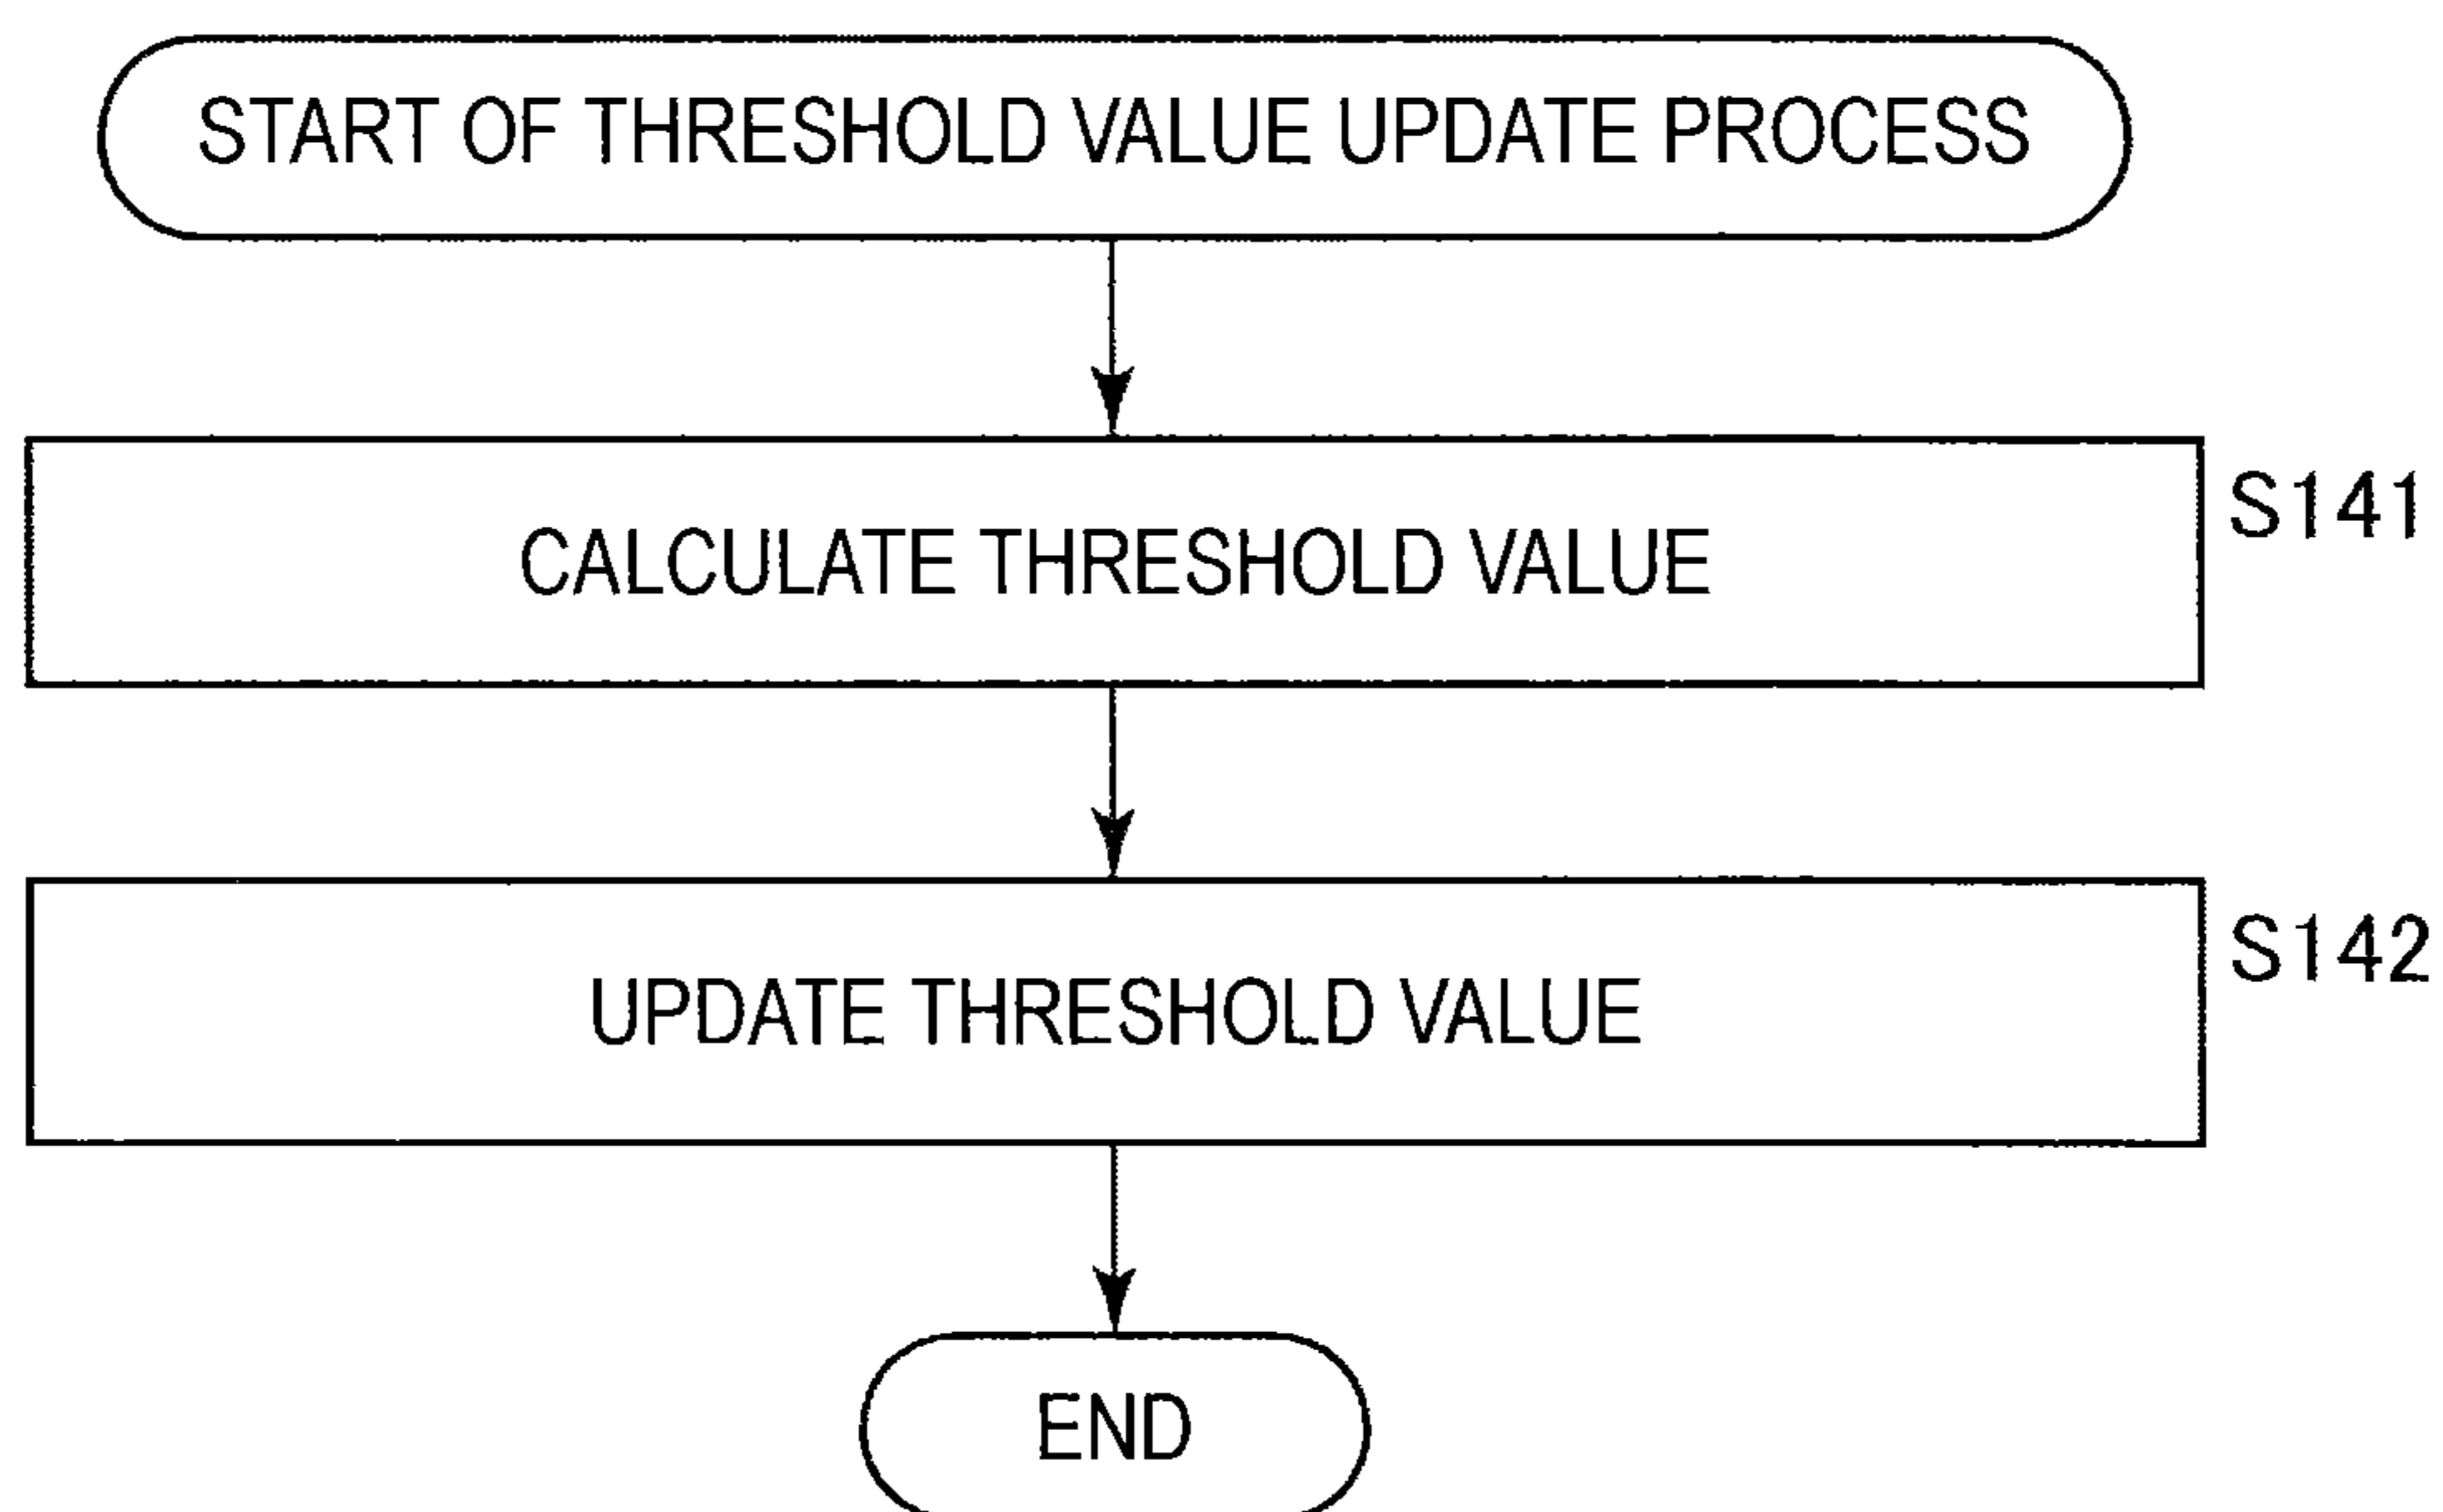 START OF THRESHOLD VALUE UPDATE PROCESS
S141
CALCULATE THRESHOLD VALUE
S142
UPDATE THRESHOLD VALUE
END